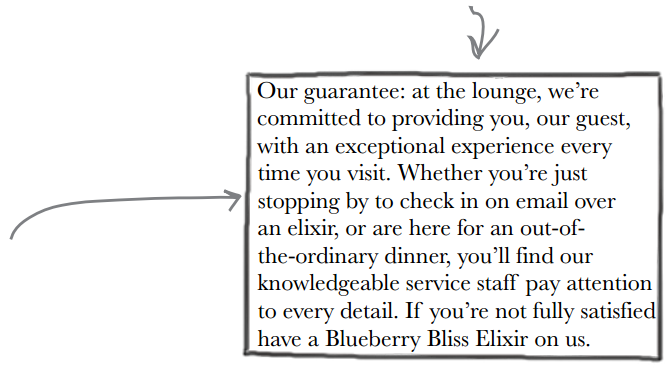 Our guarantee: at the lounge, we’re
committed to providing you, our guest,
with an exceptional experience every
time you visit. Whether you’re just
stopping by to check in on email over
an elixir, or are here for an out-of-
the-ordinary dinner, you’ll find our
knowledgeable service staff pay attention
to every detail. If you’re not fully satisfied
have a Blueberry Bliss Elixir on us.